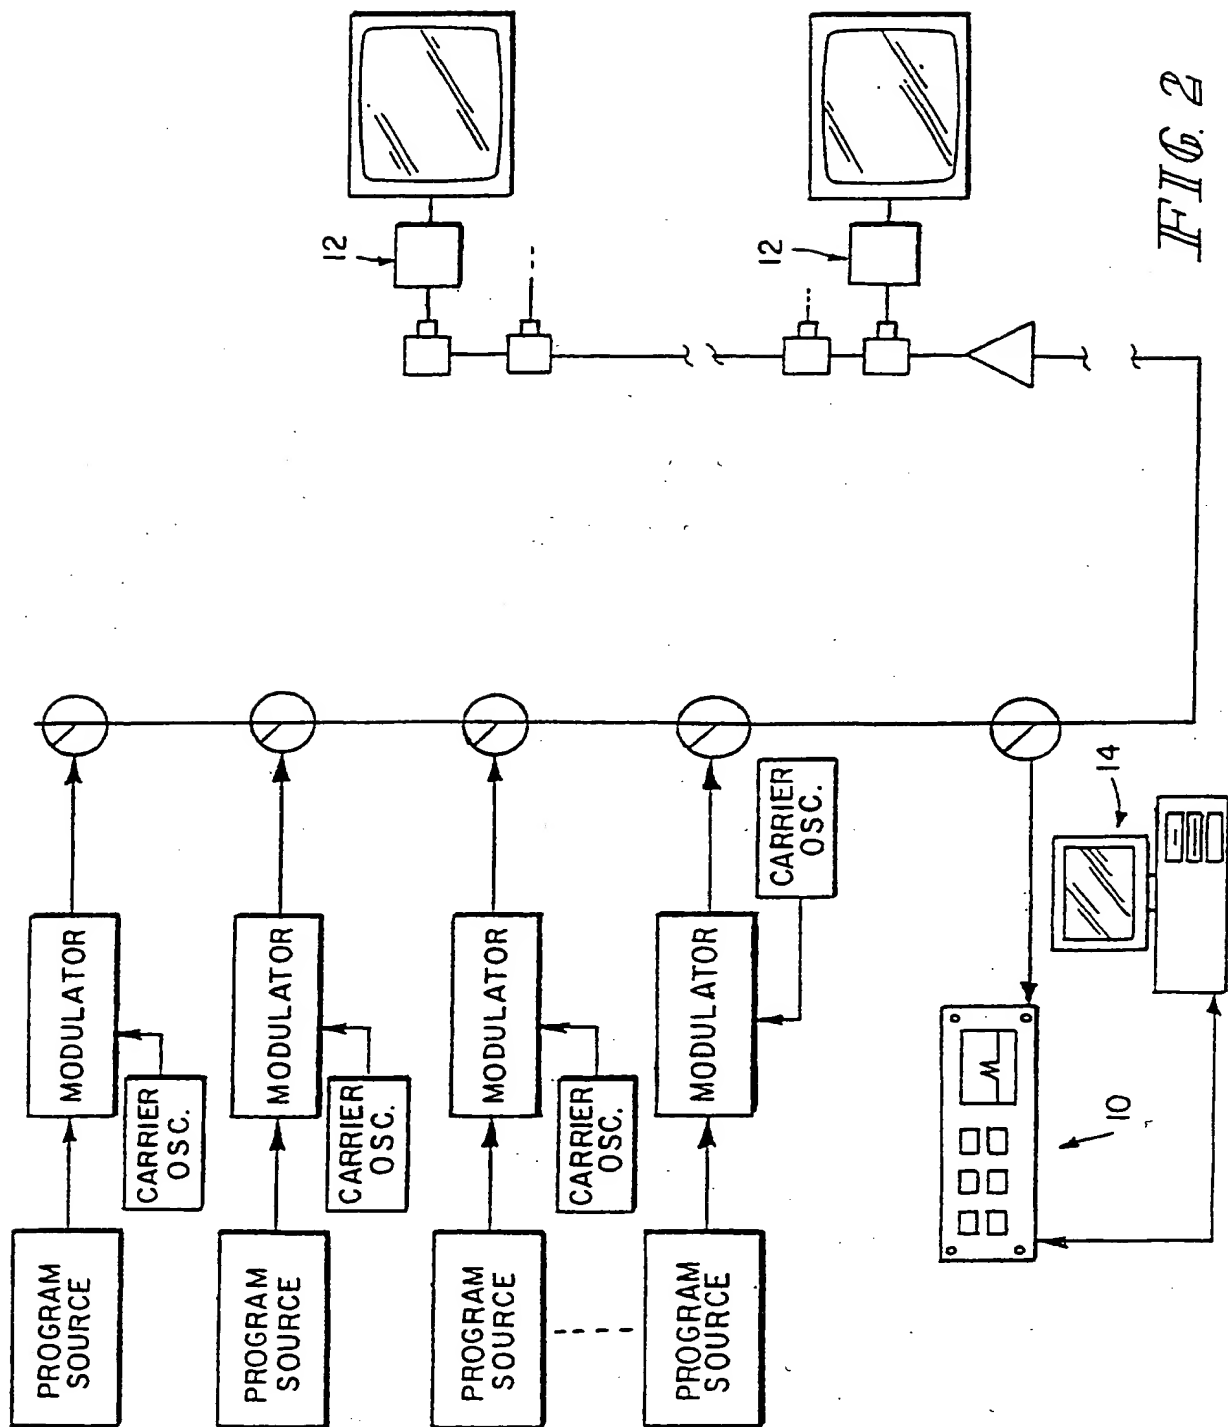 PROGRAM
SOURCE
MODULATOR
CARRIER
OSC.
PROGRAM
SOURCE
MODULATOR
CARRIER
OSC.
PROGRAM
SOURCE
MODULATOR
CARRIER
OSC.
PROGRAM
SOURCE
MODULATOR
CARRIER
OSC.
10
14
12
12
FIG. 2